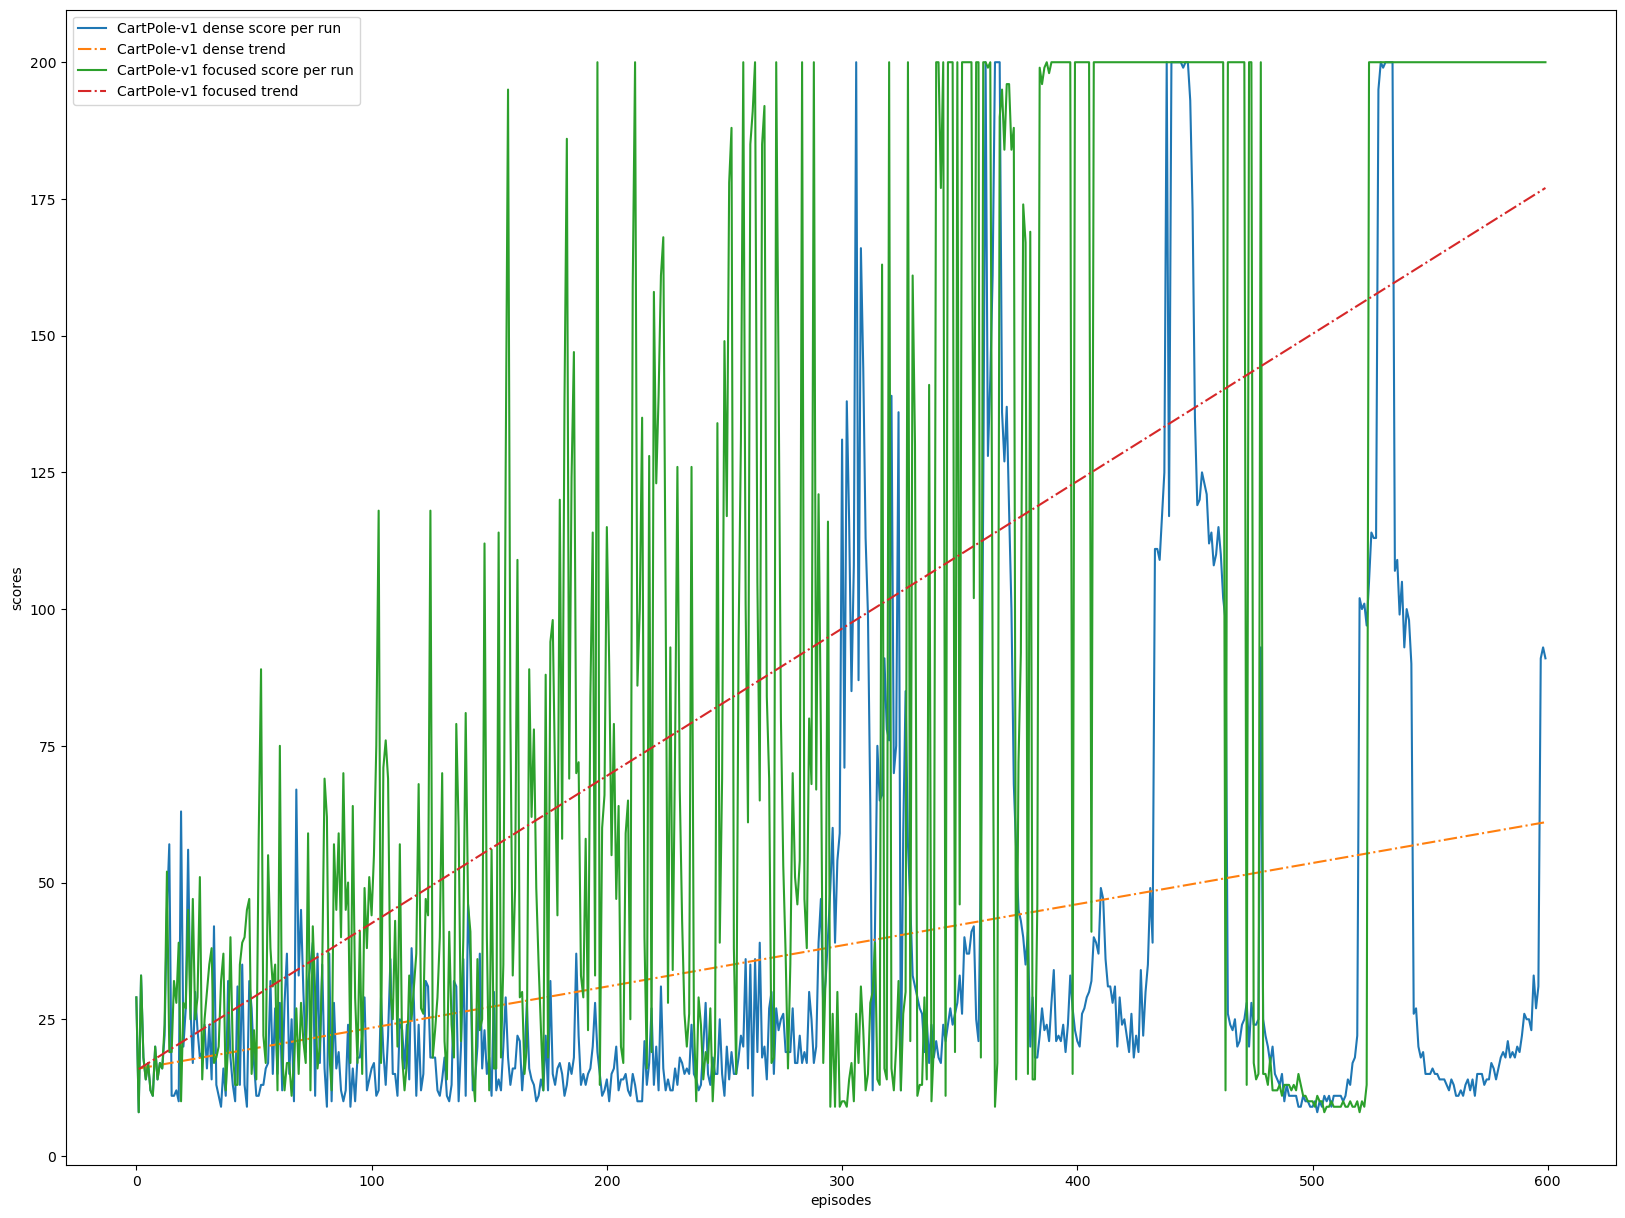 CartPole-v1 dense score per run
CartPole-v1 dense trend
CartPole-v1 focused score per run
CartPole-v1 focused trend
200
175
150
125
100
75
50
25
0
scores
0 100 200 300 400 500 600
episodes